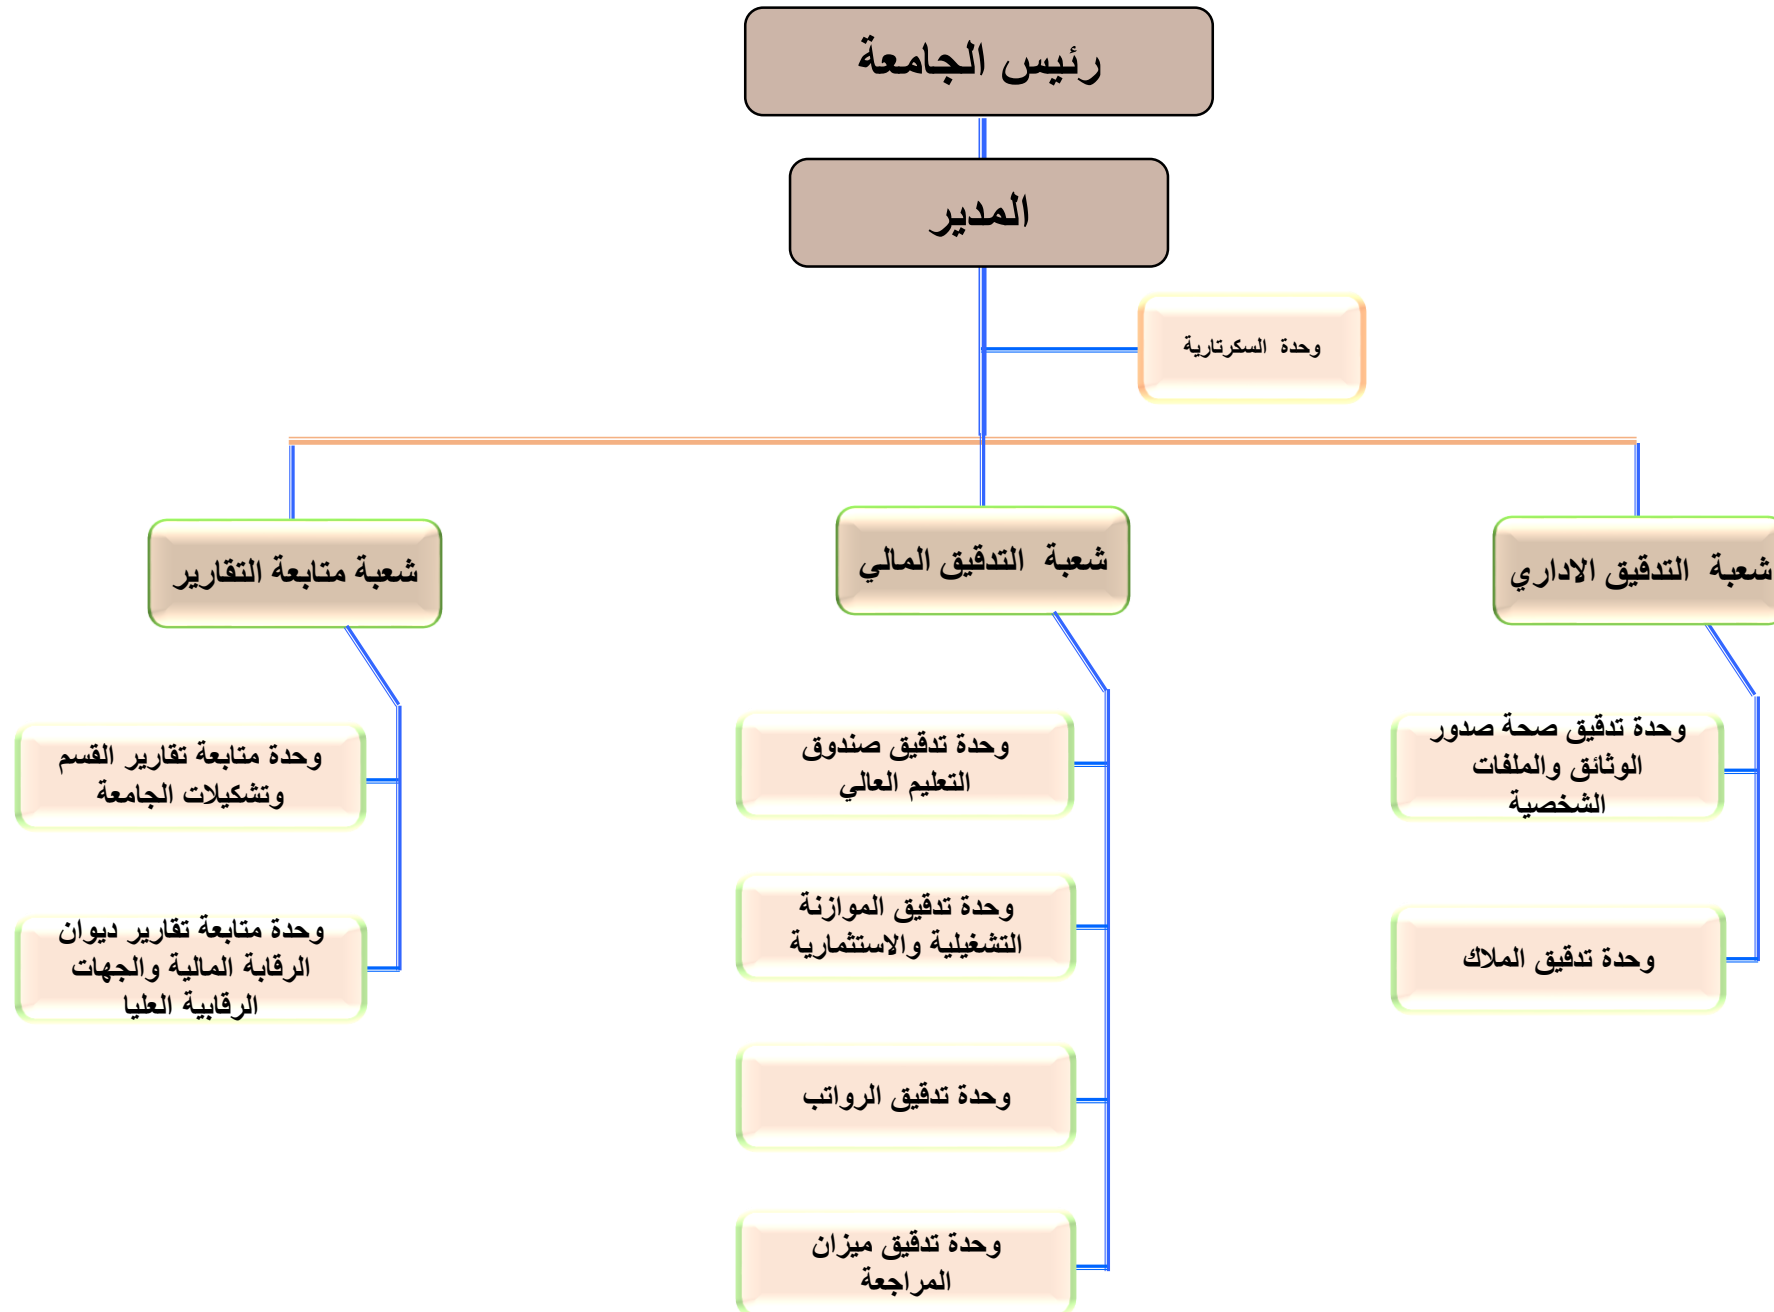 رئيس الجامعة
المدير
وحدة السكرتارية
شعبة التدقيق الاداري
شعبة التدقيق المالي
شعبة متابعة التقارير
وحدة تدقيق صحة صدور
الوثائق والملفات
الشخصية
وحدة تدقيق الملاك
وحدة تدقيق صندوق
التعليم العالي
وحدة تدقيق الموازنة
التشغيلية والاستثمارية
وحدة تدقيق الرواتب
وحدة تدقيق ميزان
المراجعة
وحدة متابعة تقارير القسم
وتشكيلات الجامعة
وحدة متابعة تقارير ديوان
الرقابة المالية والجهات
الرقابية العليا